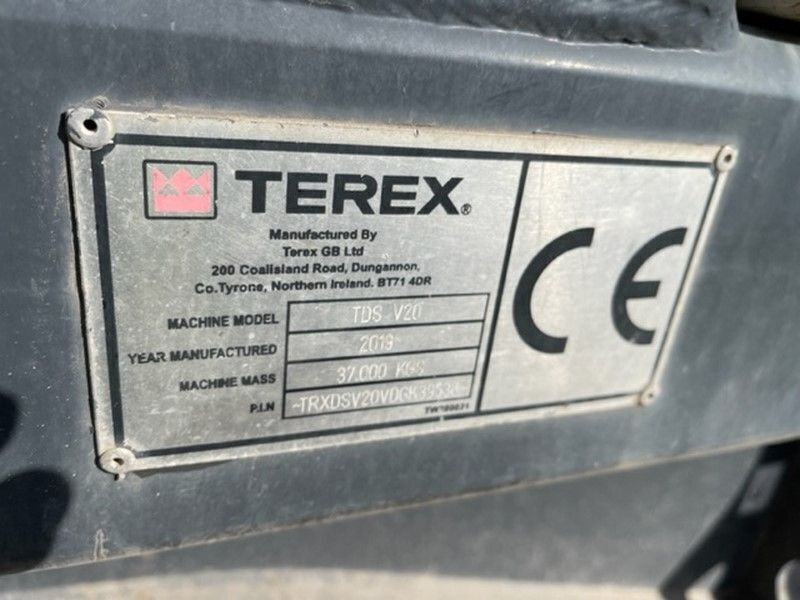 TEREX®
Manufactured By
Terex GB Ltd
200 Coalisland Road, Dungannon,
Co.Tyrone, Northern Ireland. BT71 4DR
MACHINE MODEL TDS V20
YEAR MANUFACTURED 2019
MACHINE MASS 37.000 KGS
P.I.N
CE